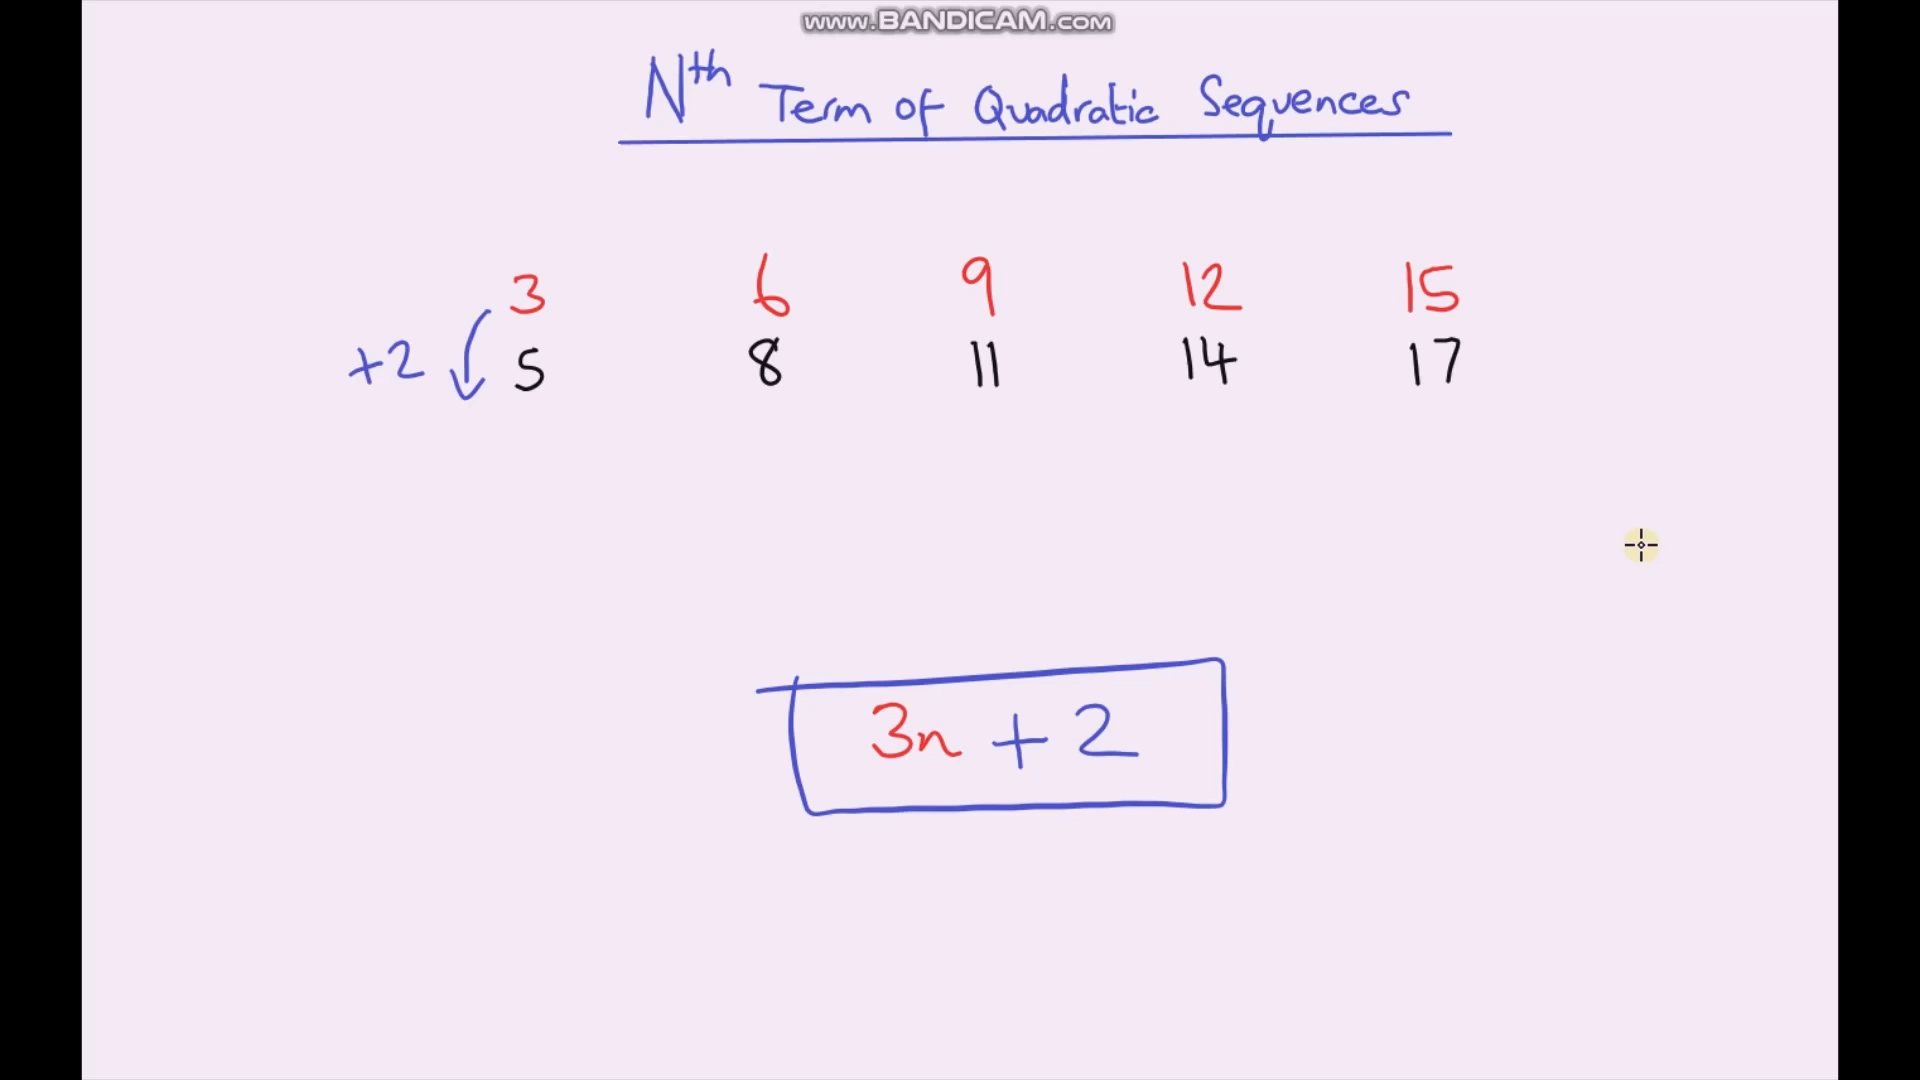 www.BANDICAM.com
Nth Term of Quadratic Sequences
3 6 9 12 15
+2 5 8 11 14 17
3n + 2